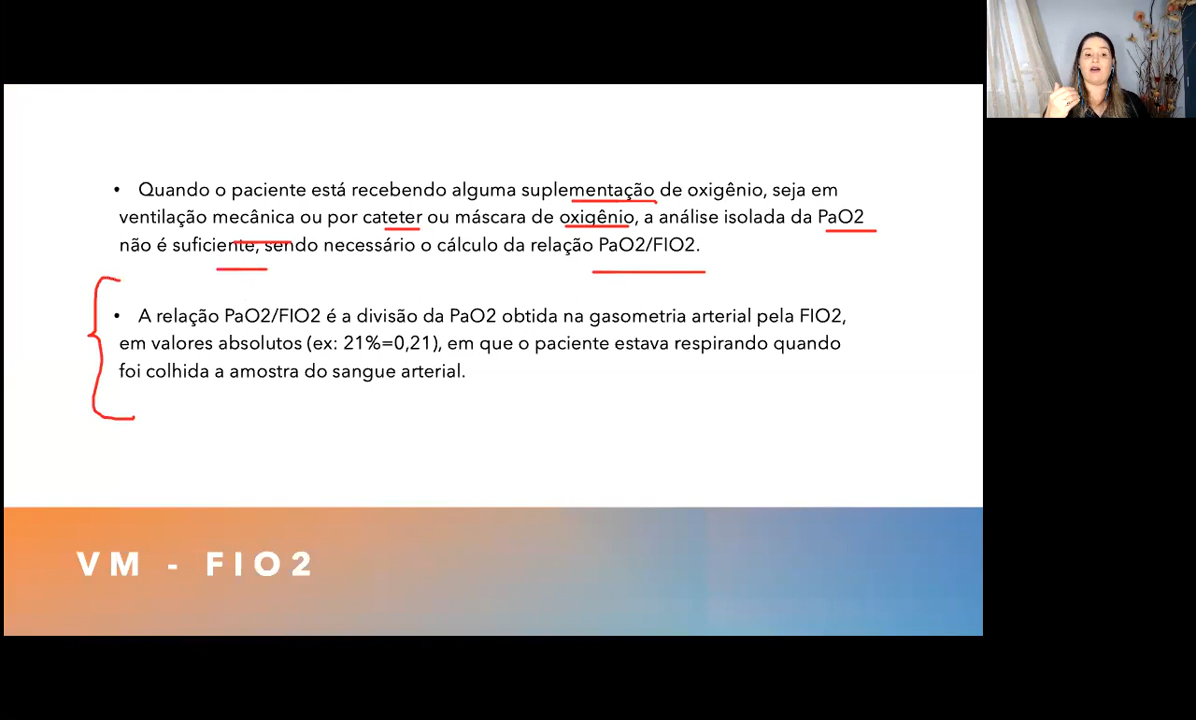 • Quando o paciente está recebendo alguma suplementação de oxigênio, seja em
ventilação mecânica ou por cateter ou máscara de oxigênio, a análise isolada da PaO2
não é suficiente, sendo necessário o cálculo da relação PaO2/FIO2.
• A relação PaO2/FIO2 é a divisão da PaO2 obtida na gasometria arterial pela FIO2,
em valores absolutos (ex: 21%=0,21), em que o paciente estava respirando quando
foi colhida a amostra do sangue arterial.
VM - FIO2